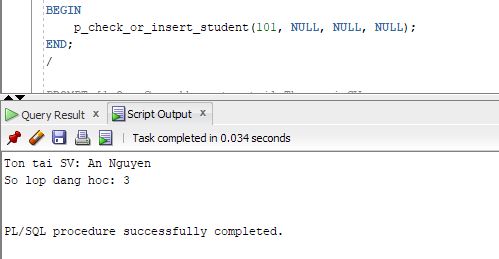 BEGIN
p_check_or_insert_student(101, NULL, NULL, NULL);
END;
/
Query Result x Script Output x
Task completed in 0.034 seconds
Ton tai SV: An Nguyen
So lop dang hoc: 3
PL/SQL procedure successfully completed.